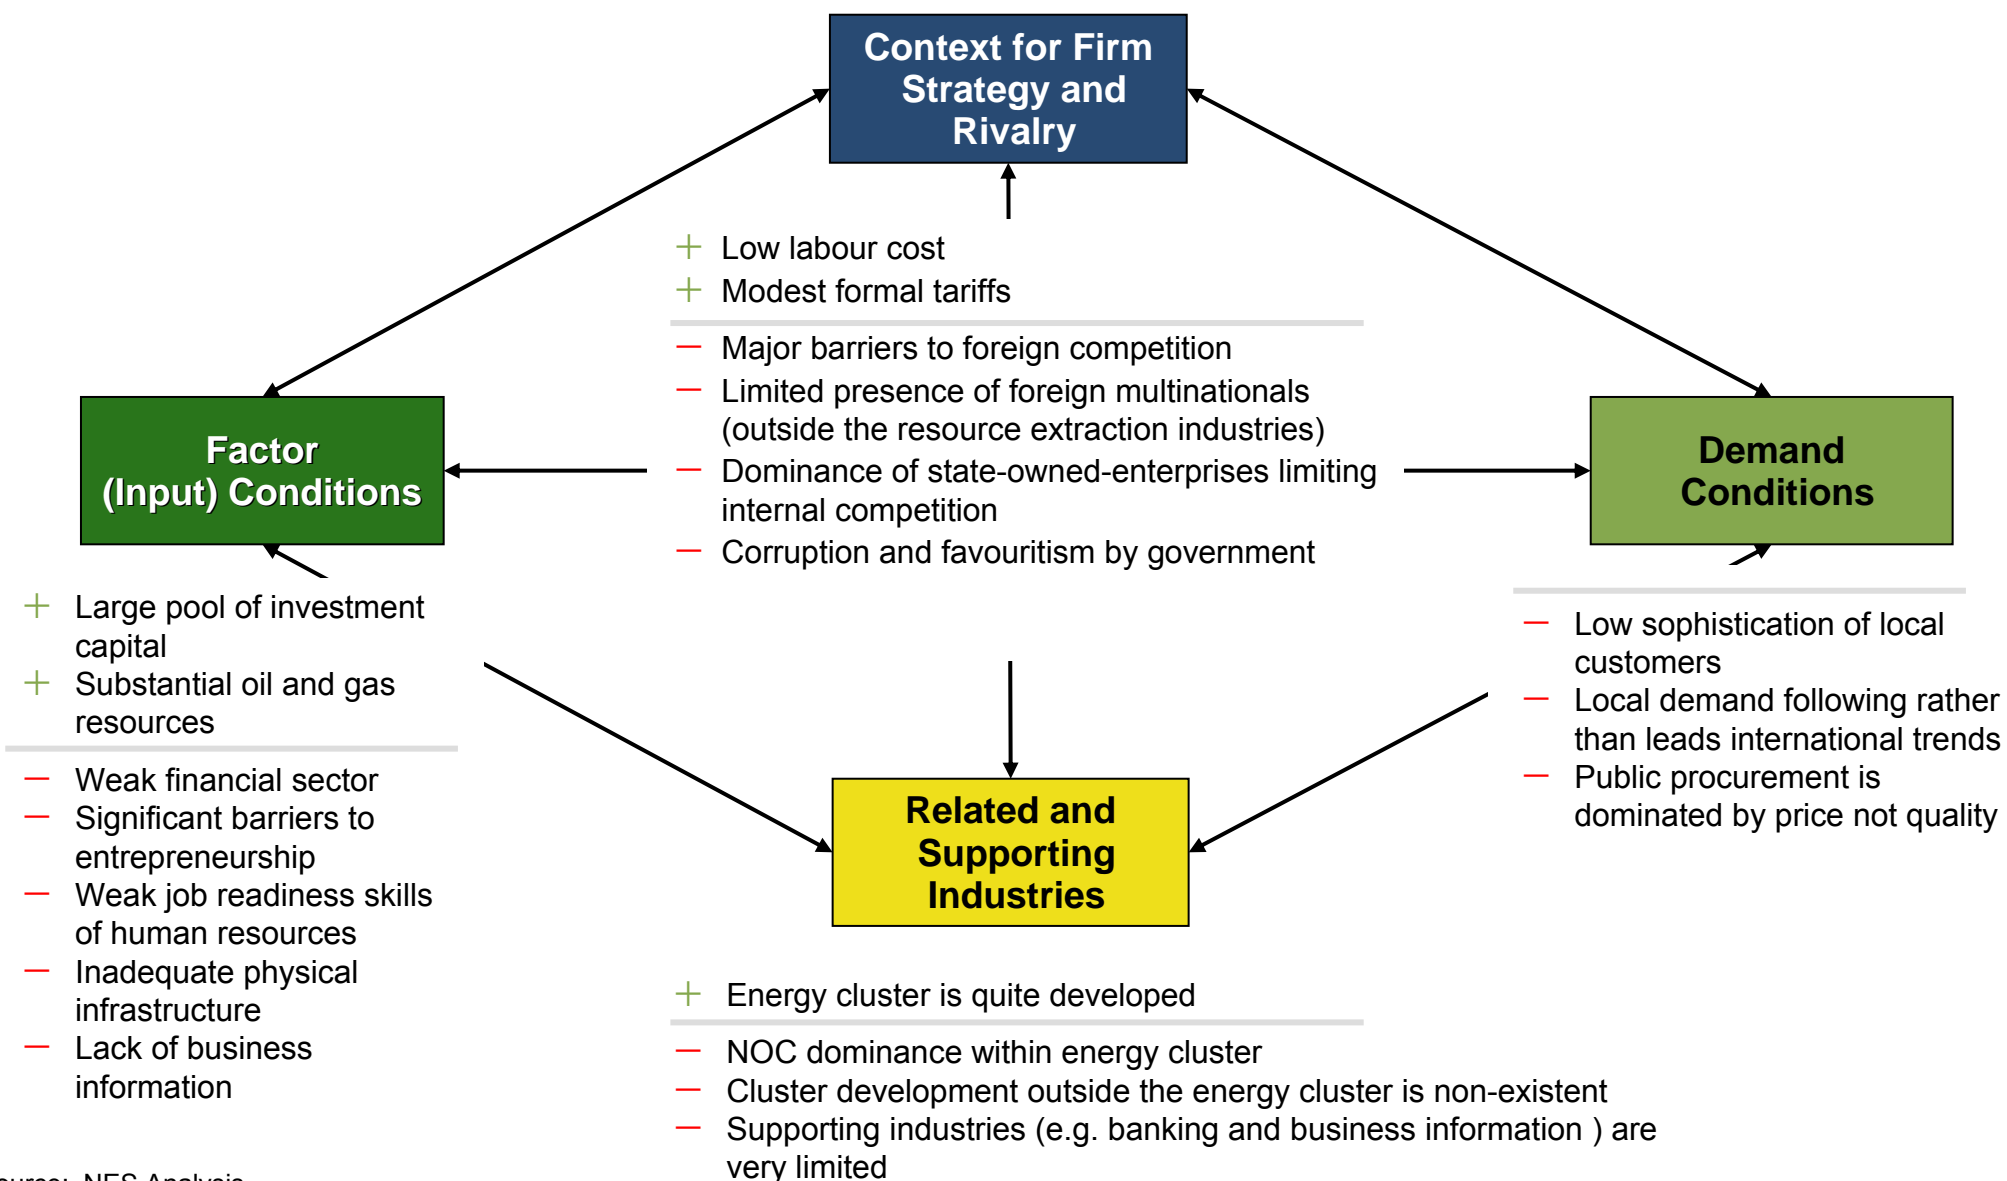 Context for Firm
Strategy and
Rivalry
+ Low labour cost
+ Modest formal tariffs
— Major barriers to foreign competition
— Limited presence of foreign multinationals
(outside the resource extraction industries)
— Dominance of state-owned-enterprises limiting
internal competition
— Corruption and favouritism by government
Factor
(Input) Conditions
+ Large pool of investment
capital
+ Substantial oil and gas
resources
— Weak financial sector
— Significant barriers to
entrepreneurship
— Weak job readiness skills
of human resources
— Inadequate physical
infrastructure
— Lack of business
information
Demand
Conditions
— Low sophistication of local
customers
— Local demand following rather
than leads international trends
— Public procurement is
dominated by price not quality
Related and
Supporting
Industries
+ Energy cluster is quite developed
— NOC dominance within energy cluster
— Cluster development outside the energy cluster is non-existent
— Supporting industries (e.g. banking and business information ) are
very limited
NES Analysis